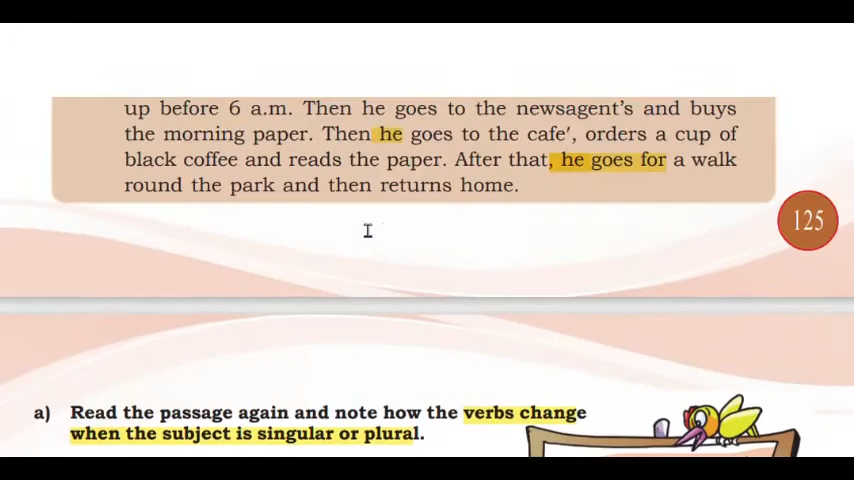 up before 6 a.m. Then he goes to the newsagent's and buys
the morning paper. Then he goes to the cafe′, orders a cup of
black coffee and reads the paper. After that, he goes for a walk
round the park and then returns home.
125
a) Read the passage again and note how the verbs change
when the subject is singular or plural.